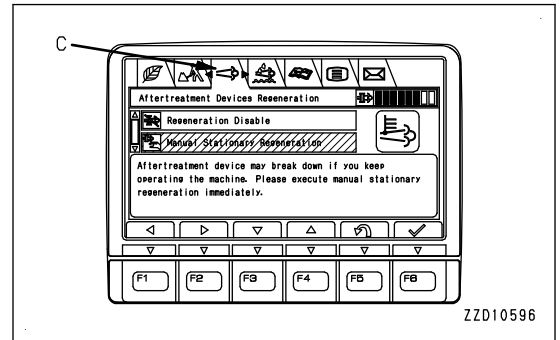 C
Aftertreatment Devices Regeneration
Regeneration Disable
Manual Stationary Regeneration
Aftertreatment device may break down if you keep
operating the machine. Please execute manual stationary
regeneration immediately.
F1 F2 F3 F4 F5 F6
ZZD10596